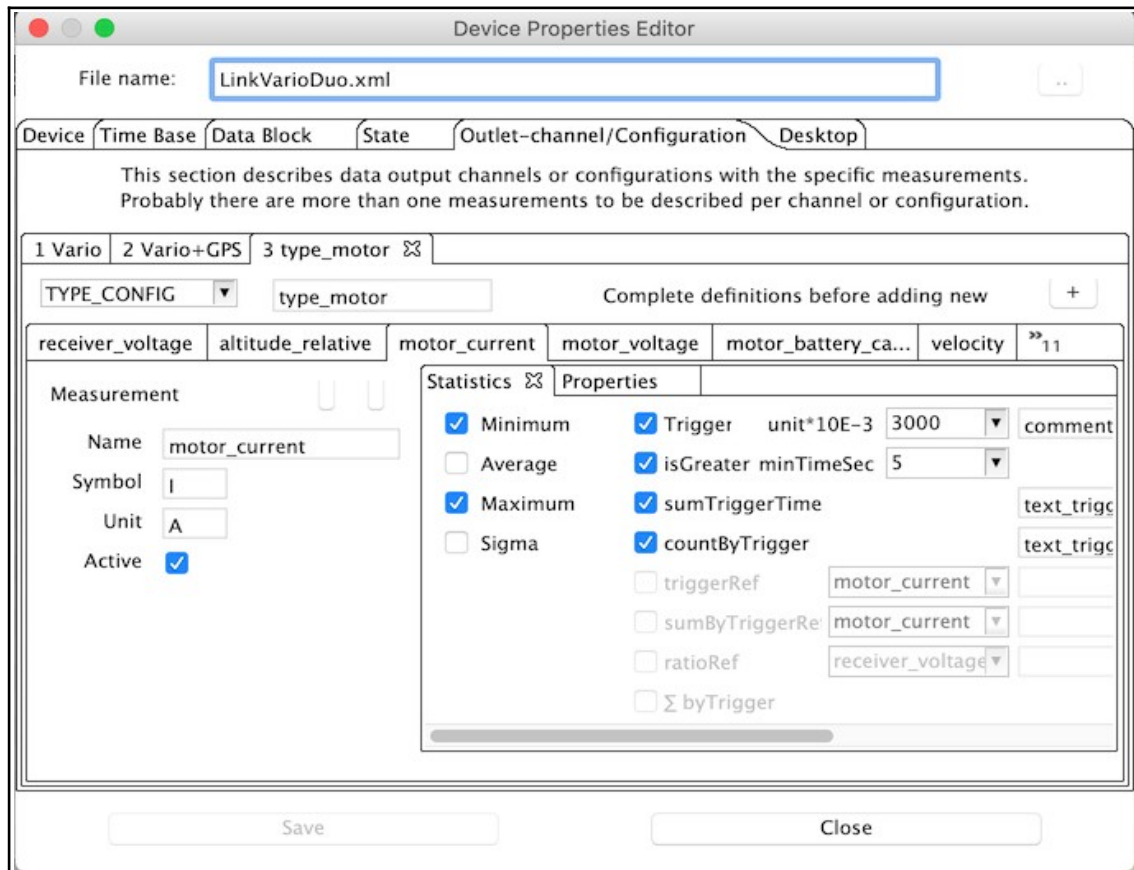 Device Properties Editor
File name: LinkVarioDuo.xml ..
Device Time Base Data Block State Outlet-channel/Configuration Desktop
This section describes data output channels or configurations with the specific measurements.
Probably there are more than one measurements to be described per channel or configuration.
1 Vario 2 Vario+GPS 3 type_motor
TYPE_CONFIG type_motor Complete definitions before adding new +
receiver_voltage altitude_relative motor_current motor_voltage motor_battery_ca... velocity »11
Statistics Properties
Measurement
Name motor_current
Symbol I
Unit A
Active
Minimum Trigger unit*10E-3 3000 comment
Average isGreater minTimeSec 5
Maximum sumTriggerTime text_trigg
Sigma countByTrigger text_trigg
triggerRef motor_current
sumByTriggerRe motor_current
ratioRef receiver_voltage
∑ byTrigger
Save Close